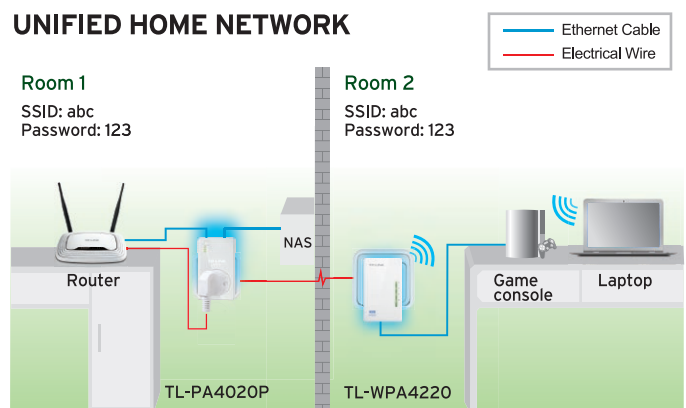 UNIFIED HOME NETWORK
Ethernet Cable
Electrical Wire
Room 1
SSID: abc
Password: 123
Room 2
SSID: abc
Password: 123
NAS
Router
Game
console
Laptop
TL-PA4020P
TL-WPA4220